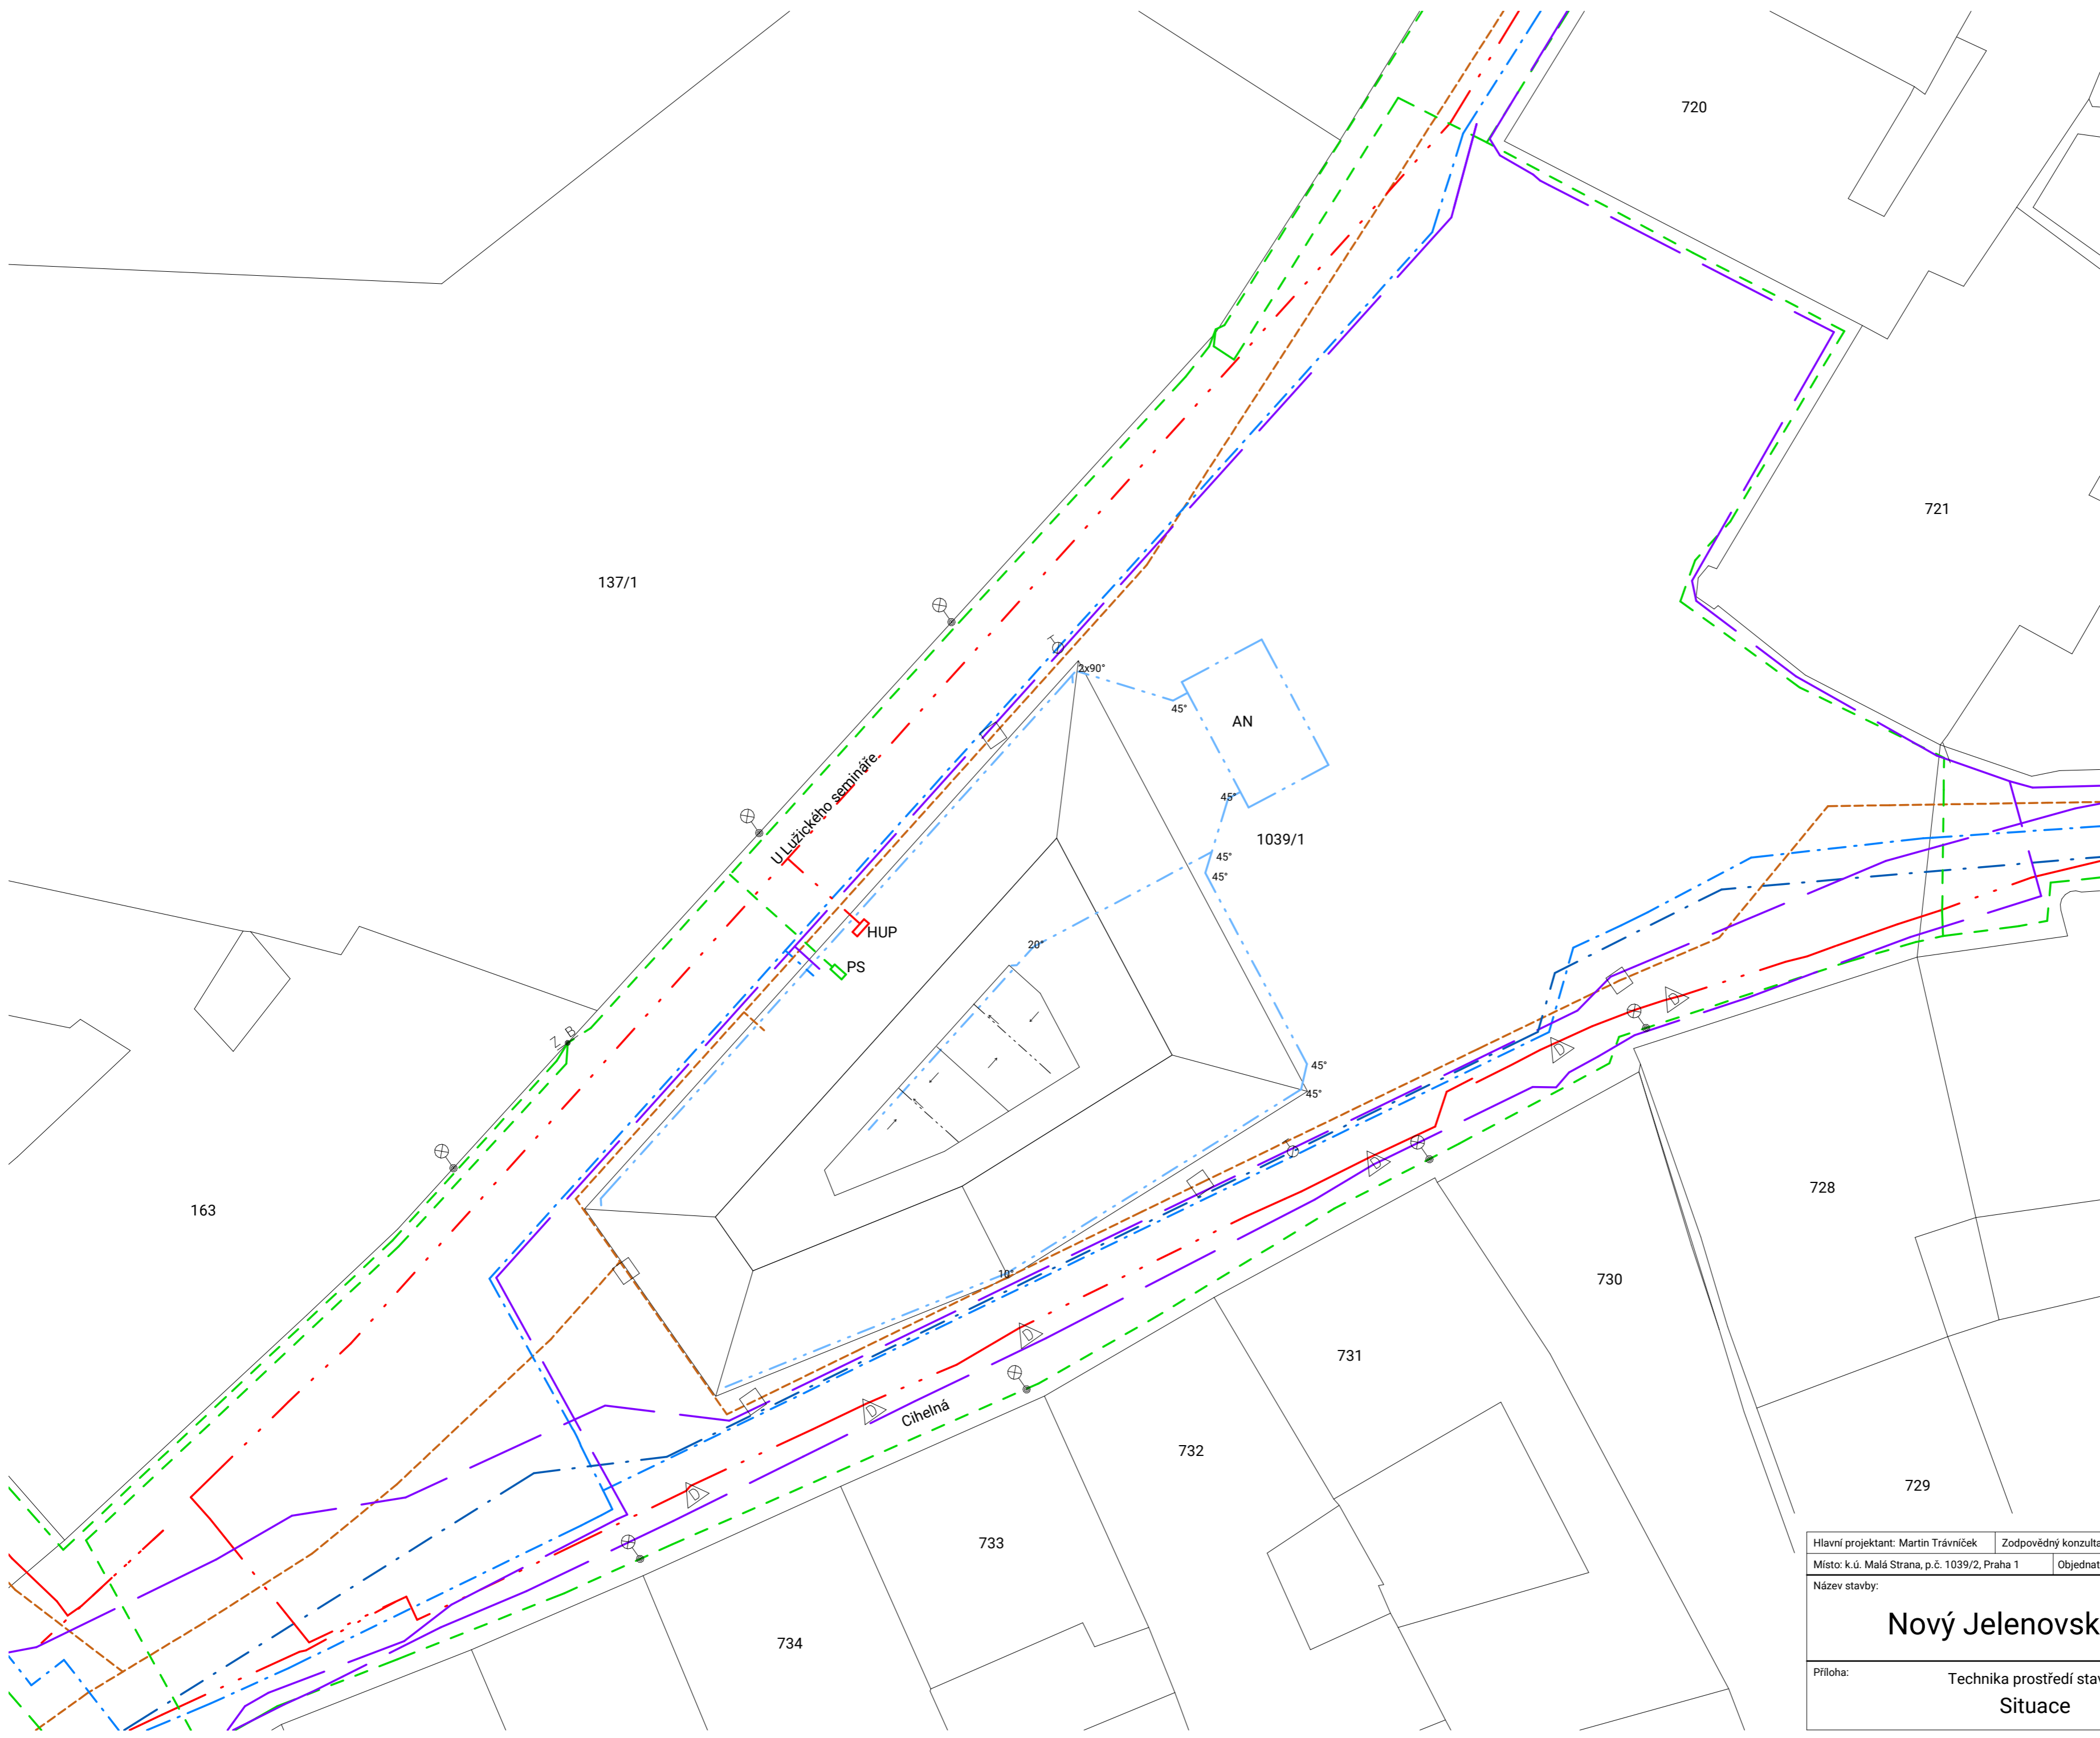 720
721
137/1
2x90°
45°
AN
U Lužického semináře
45°
1039/1
45°
45°
HUP
20°
PS
Z B
D
D
45°
45°
163
728
D
10°
730
D
731
D
Cihelná
732
D
729
733
734
Hlavní projektant: Martin Trávníček
Místo: k.ú. Malá Strana, p.č. 1039/2, Praha 1
Název stavby:
Nový
Příloha:
Technika prostředí
Situace